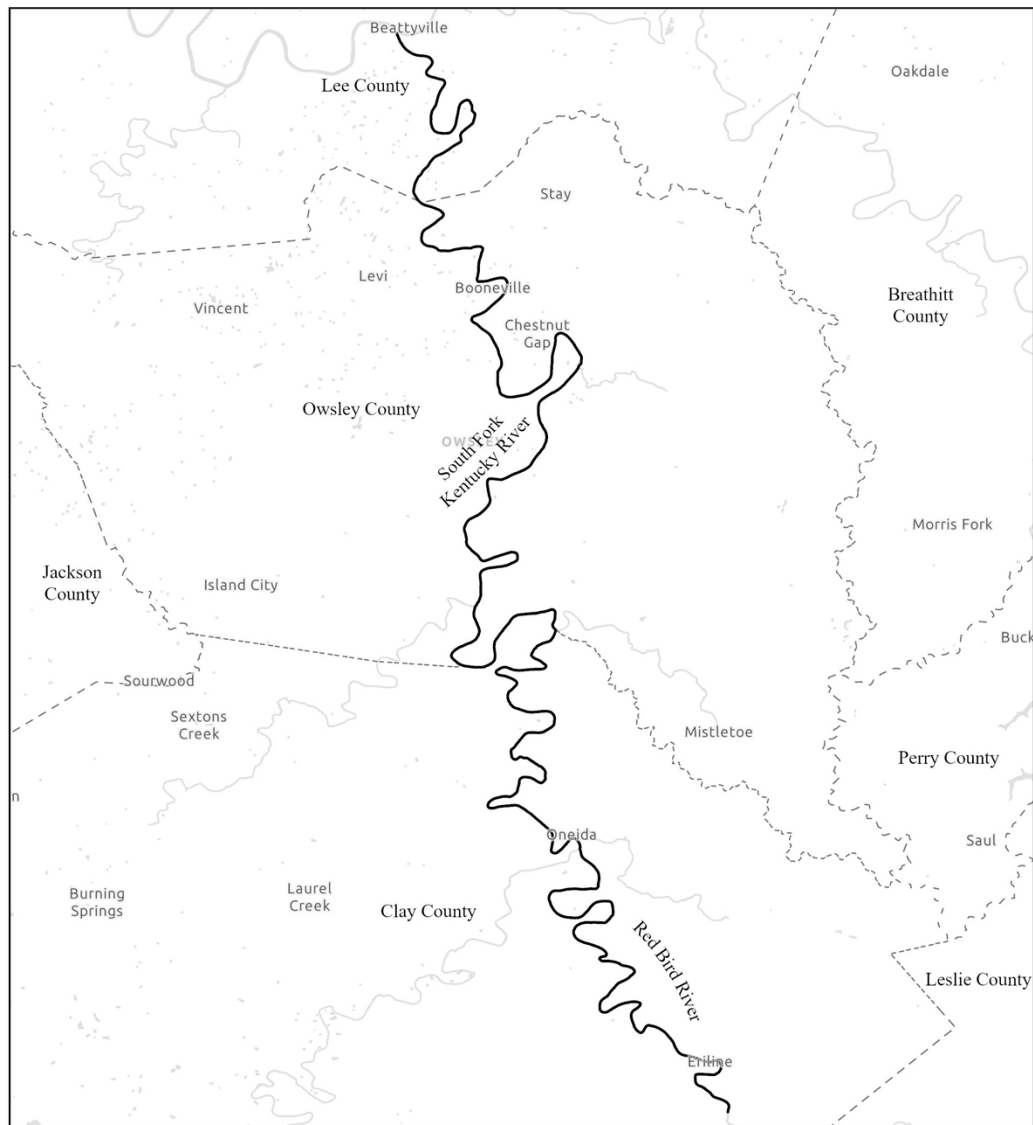 Beattyville
Lee County
Oakdale
Stay
Levi
Booneville
Vincent
Breathitt
County
Chestnut
Gap
Owsley County
OWSLEY
South Fork
Kentucky River
Morris Fork
Jackson
County
Island City
Buck
Sourwood
Sextons
Creek
Mistletoe
Perry County
n
Oneida
Saul
Burning
Springs
Laurel
Creek
Clay County
Red Bird River
Leslie County
Eriline